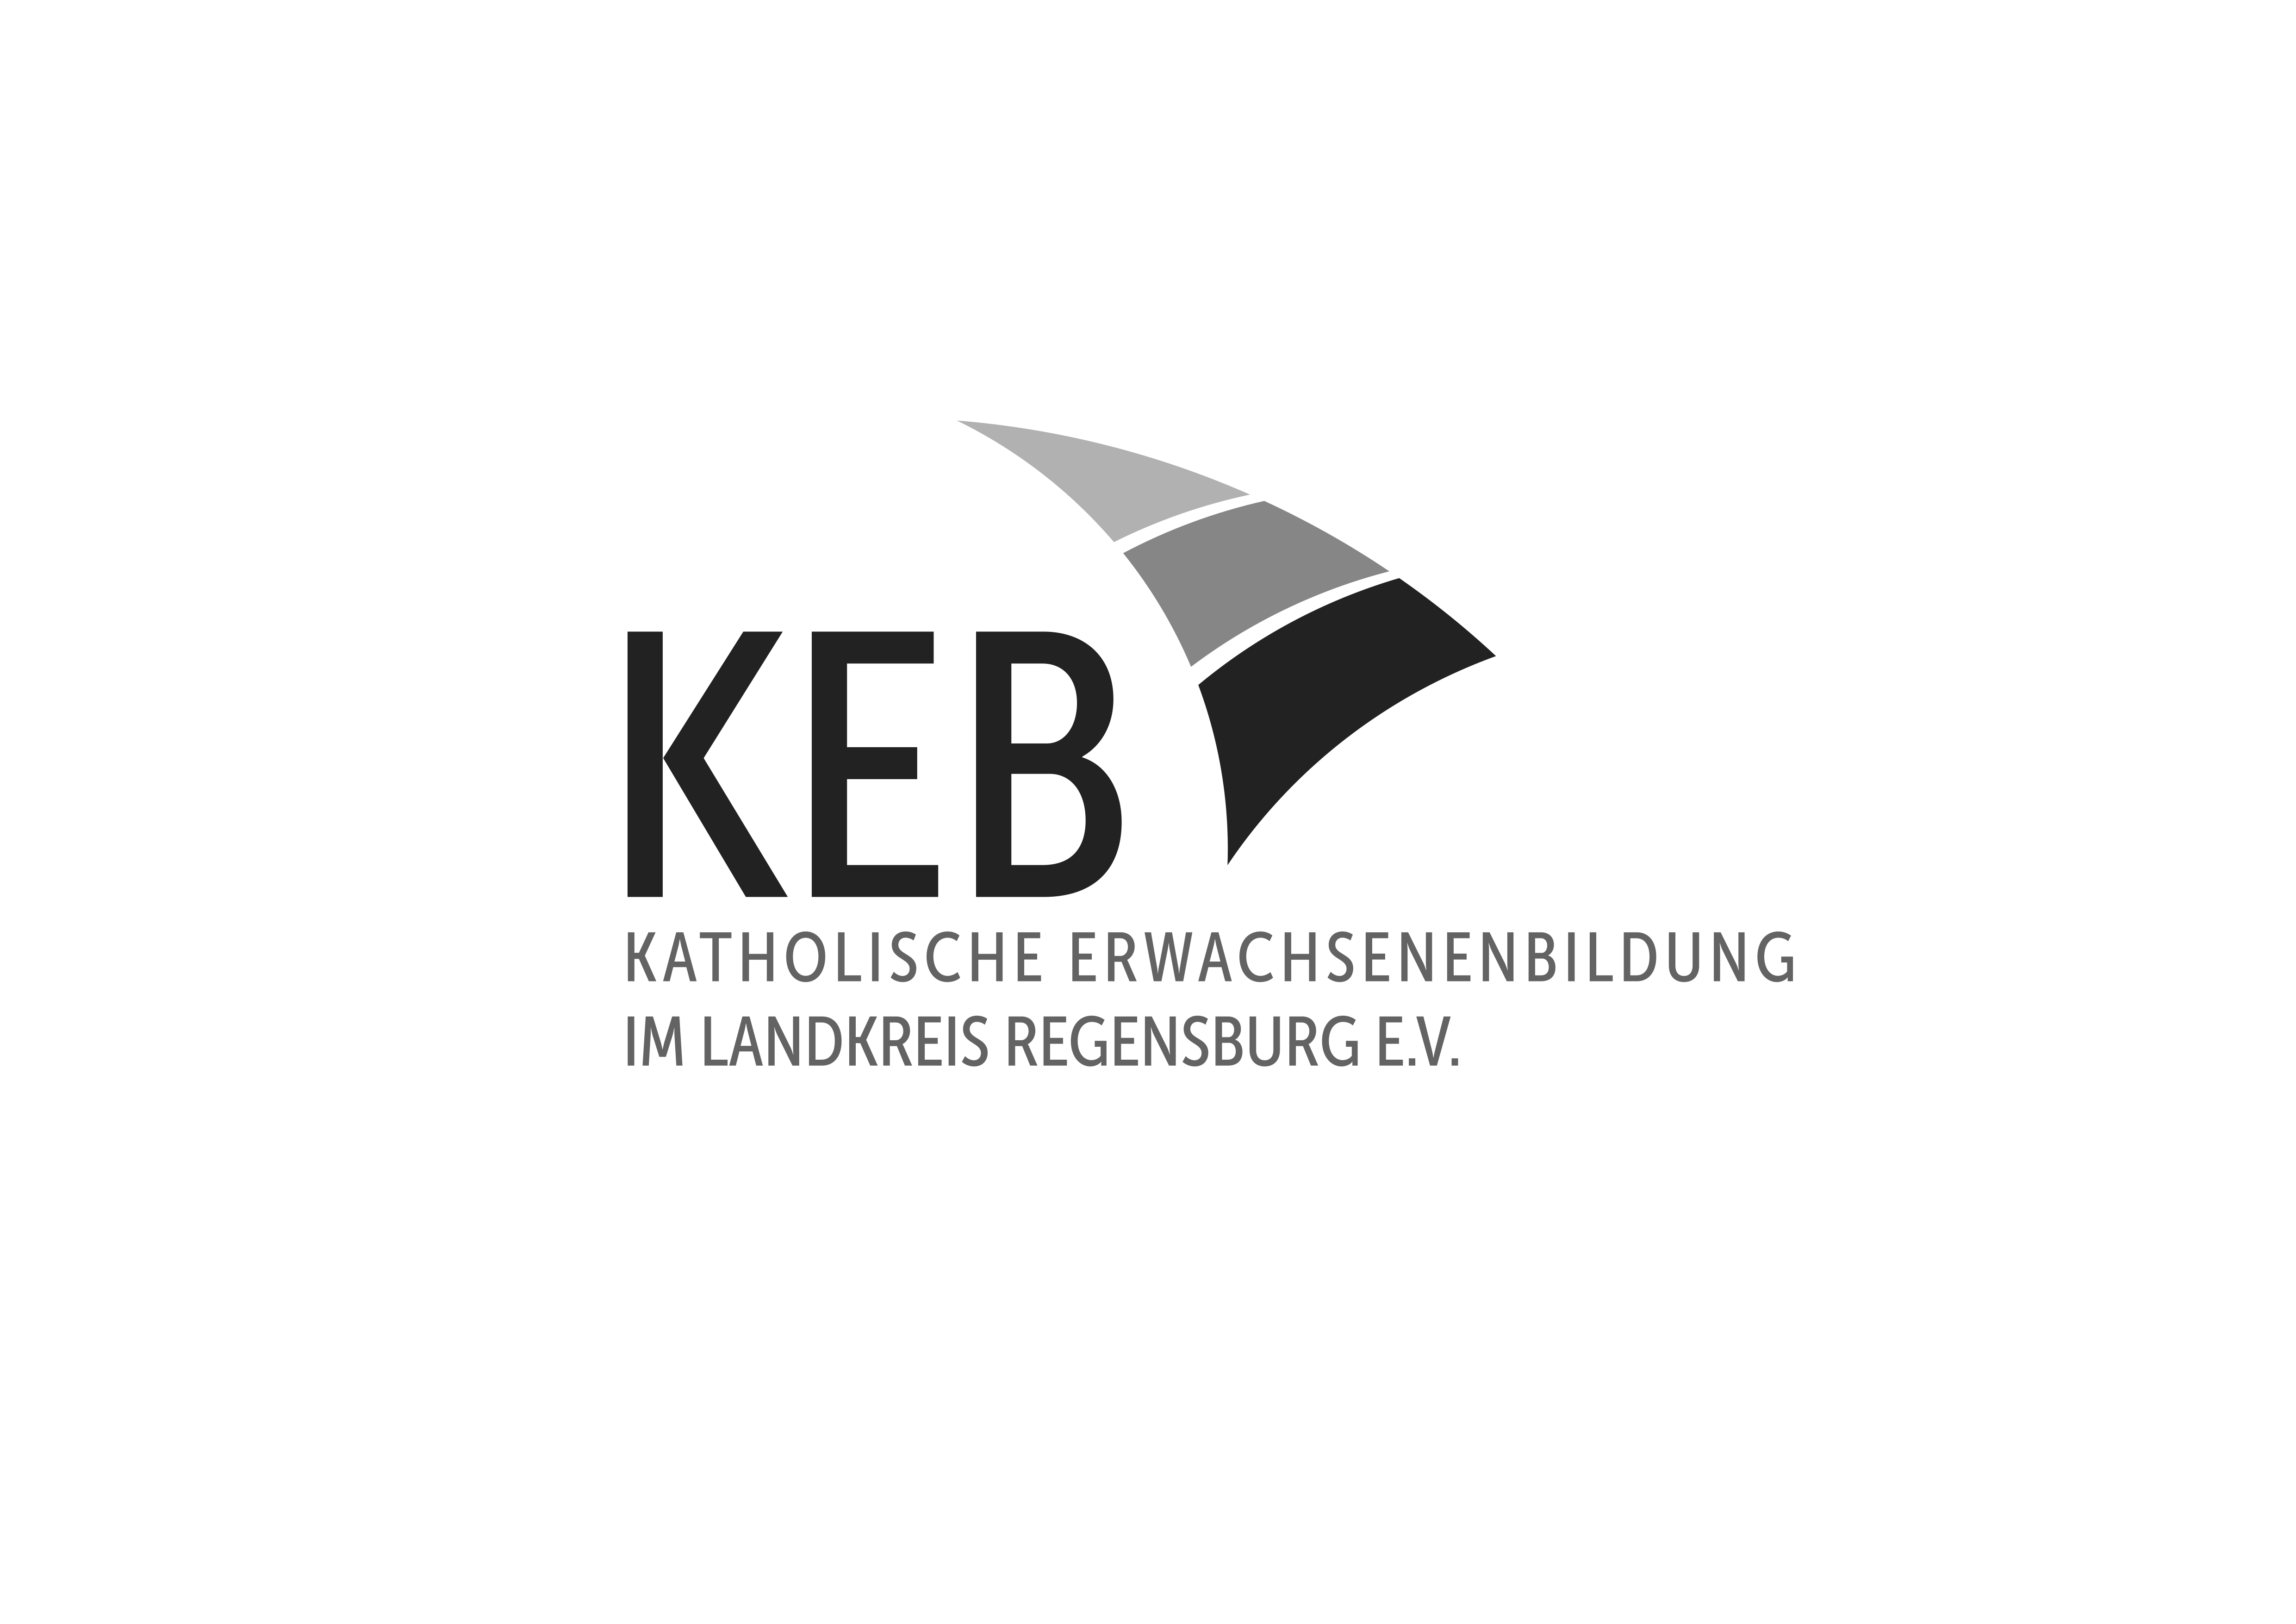 KEB
KATHOLISCHE ERWACHSENENBILDUNG
IM LANDKREIS REGENSBURG E.V.